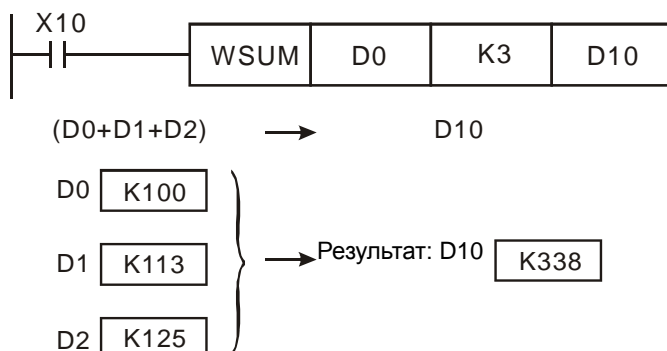 X10
WSUM D0 K3 D10
(D0+D1+D2) D10
D0 K100
D1 K113
Результат: D10 K338
D2 K125